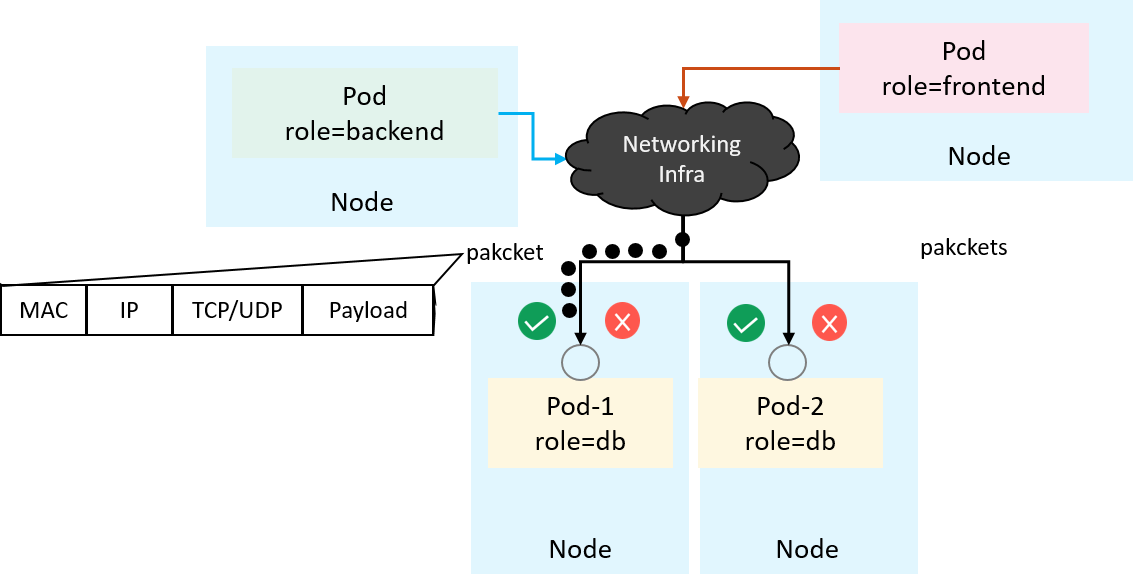 Pod
role=frontend
Node
Pod
role=backend
Node
Networking
Infra
pakcket
pakckets
MAC
IP
TCP/UDP
Payload
Pod-1
role=db
Node
Pod-2
role=db
Node